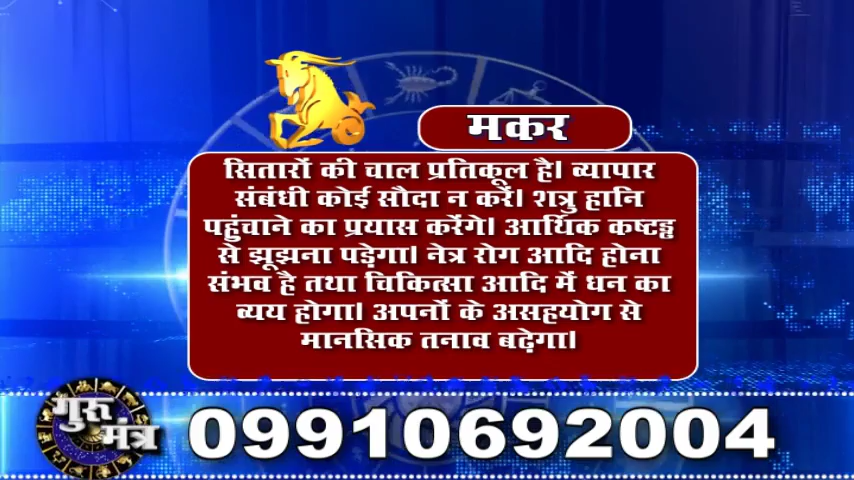 मकर
सितारों की चाल प्रतिकूल है। व्यापार
संबंधी कोई सौदा न करें। शत्रु हानि
पहुंचाने का प्रयास करेंगे। आर्थिक कष्टड्ढ
से झूझना पड़ेगा। नेत्र रोग आदि होना
संभव है तथा चिकित्सा आदि में धन का
व्यय होगा। अपनों के असहयोग से
मानसिक तनाव बढ़ेगा।
गुरू
मंत्र
09910692004